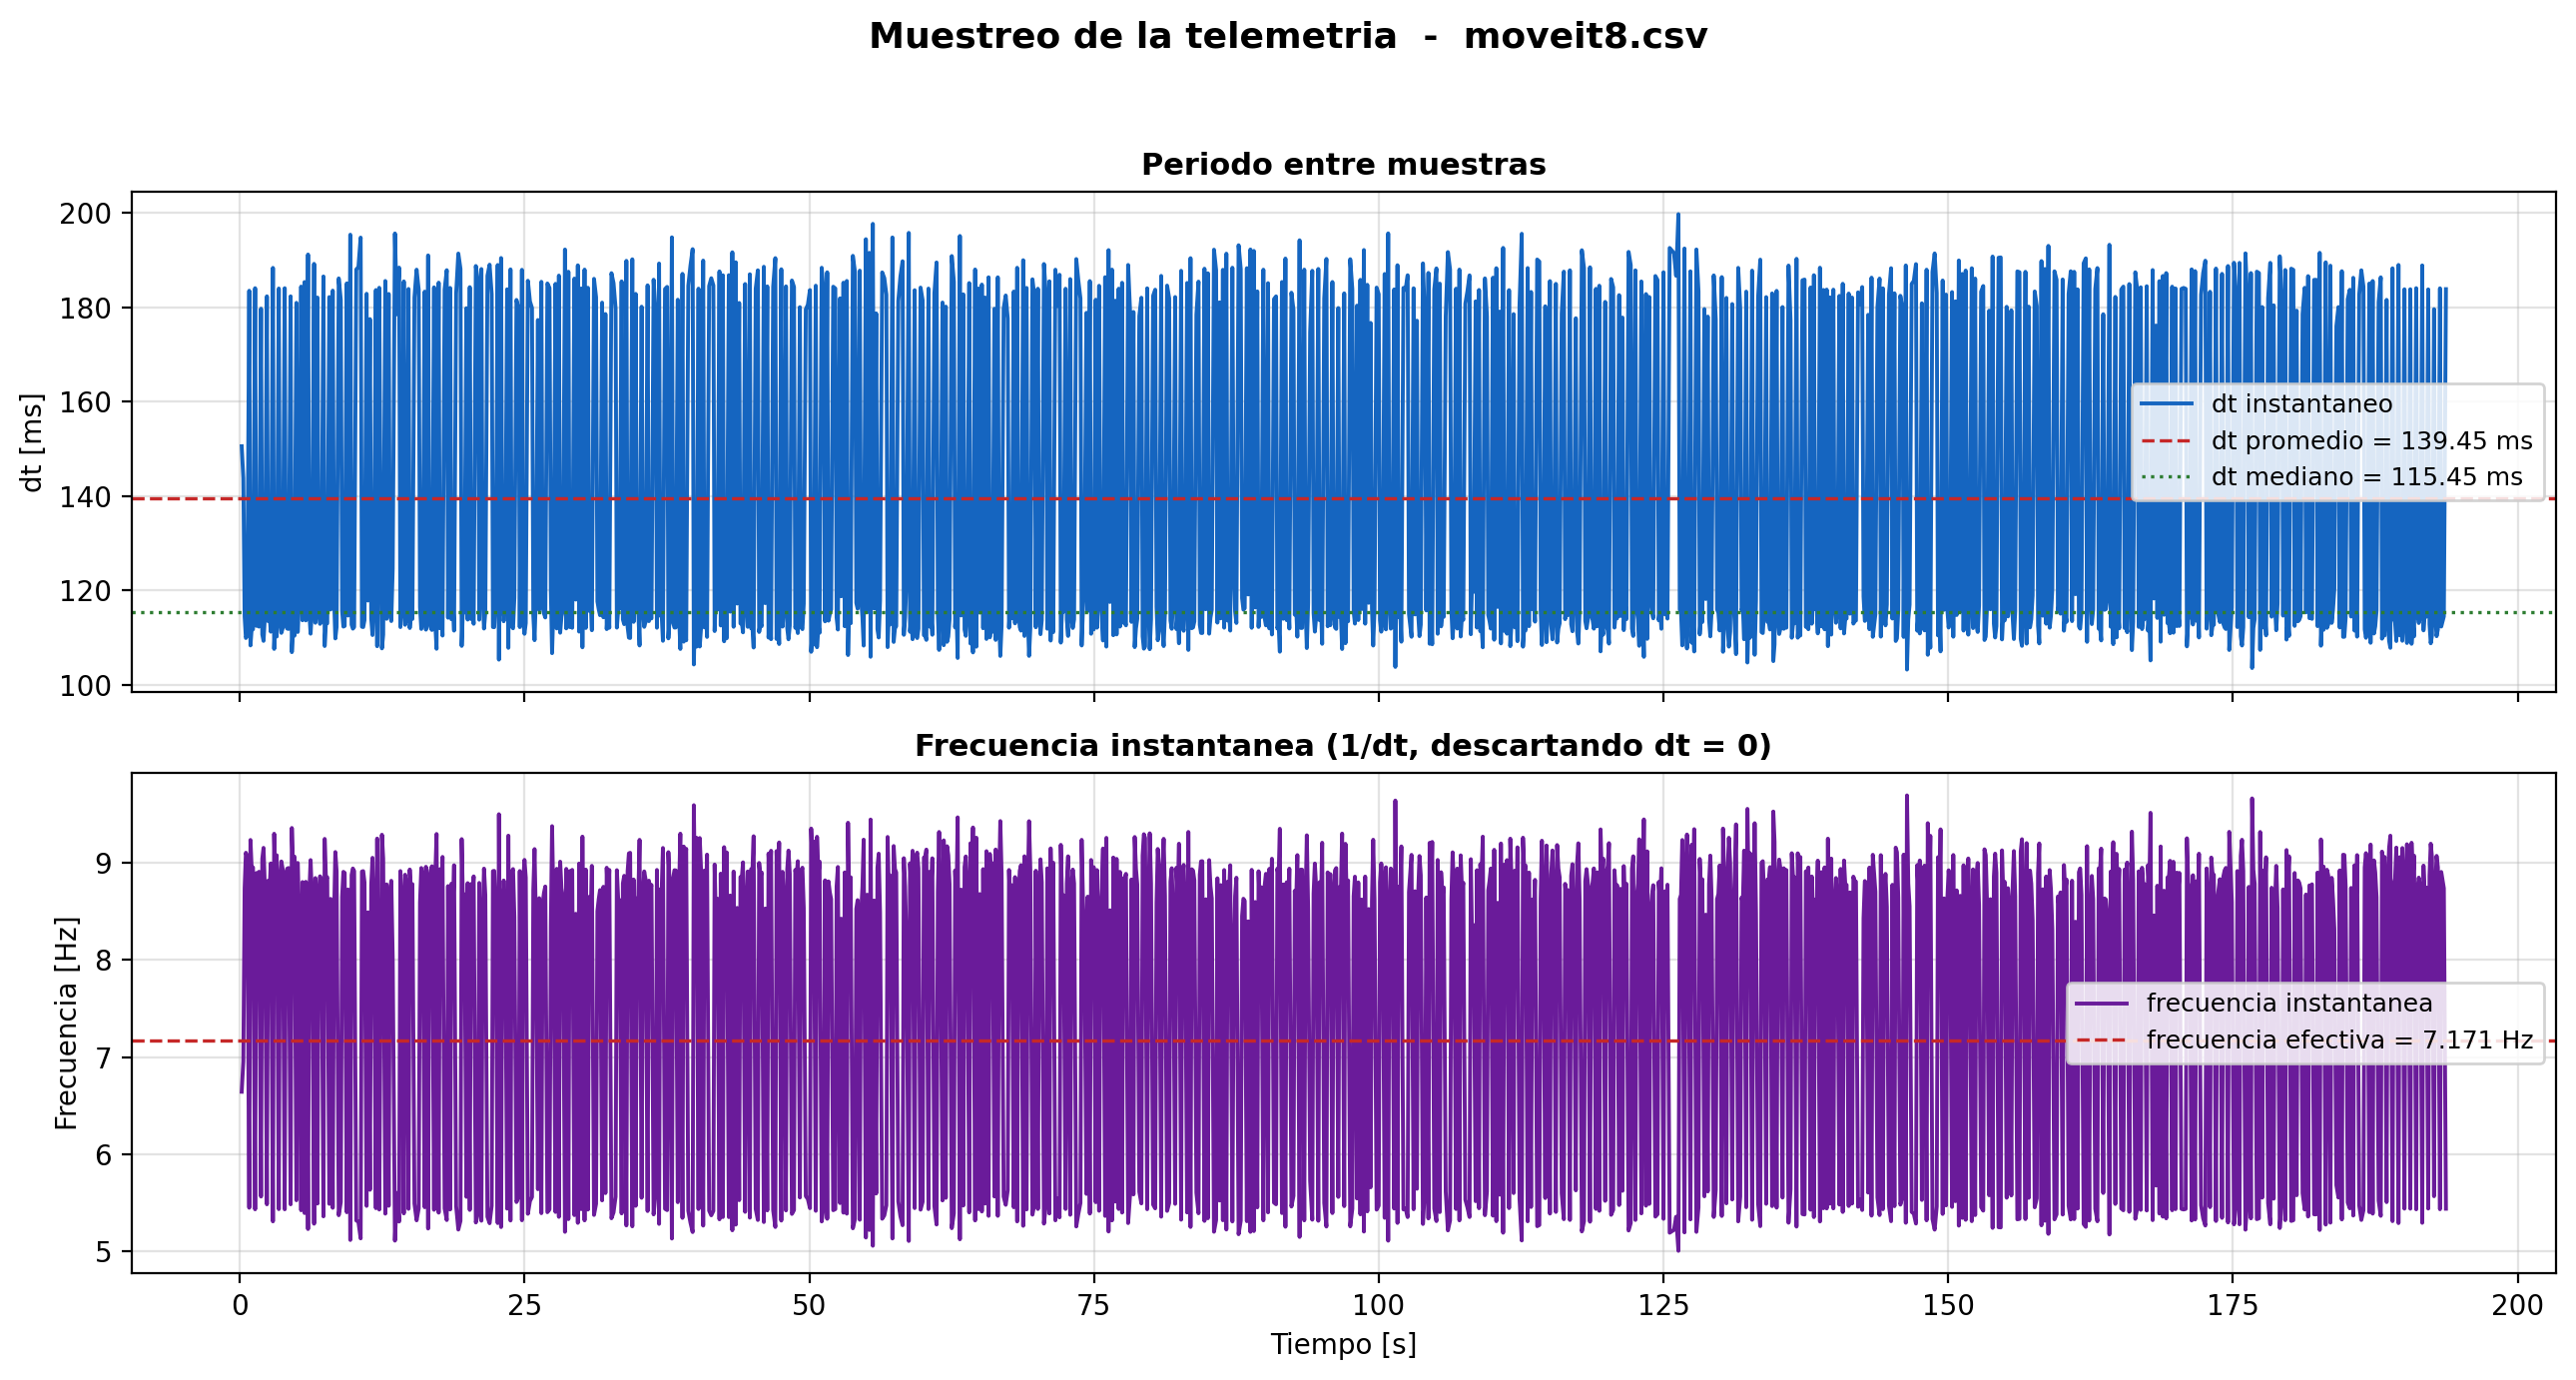 Muestreo de la telemetria  -  moveit8.csv
Periodo entre muestras
dt [ms]
200
180
160
140
120
100
dt instantaneo
dt promedio = 139.45 ms
dt mediano = 115.45 ms
Frecuencia instantanea (1/dt, descartando dt = 0)
Frecuencia [Hz]
9
8
7
6
5
frecuencia instantanea
frecuencia efectiva = 7.171 Hz
0 25 50 75 100 125 150 175 200
Tiempo [s]